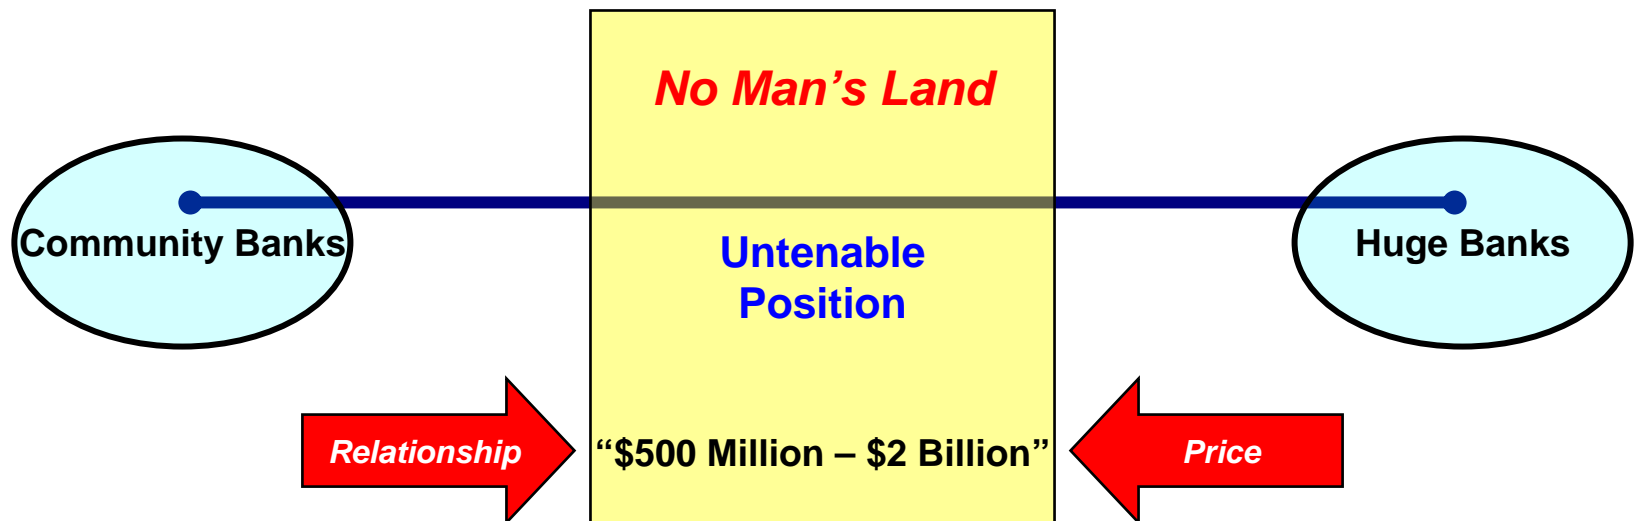 No Man’s Land
Community Banks
Untenable
Position
Huge Banks
Relationship
“$500 Million – $2 Billion”
Price